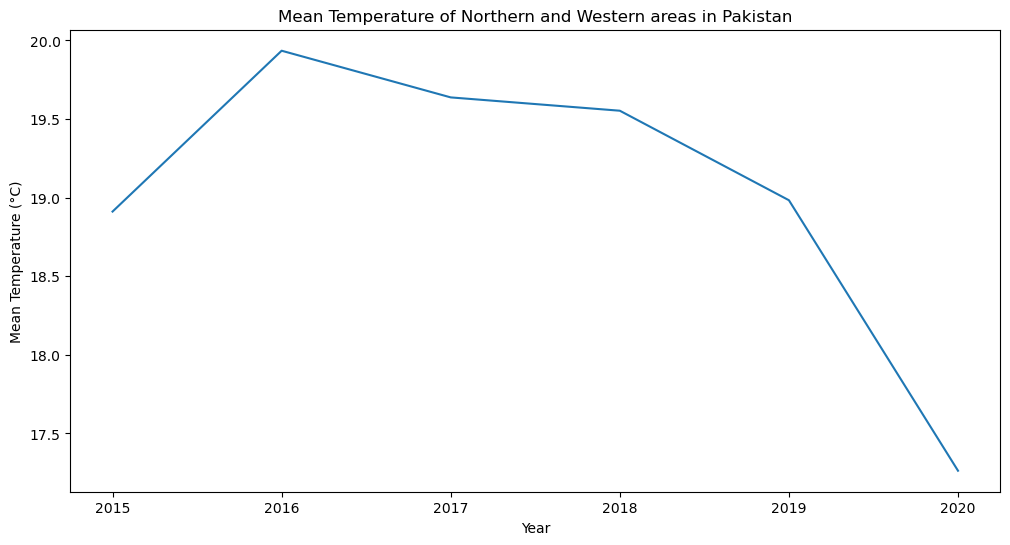 Mean Temperature of Northern and Western areas in Pakistan
Mean Temperature (°C)
20.0
19.5
19.0
18.5
18.0
17.5
2015 2016 2017 2018 2019 2020
Year